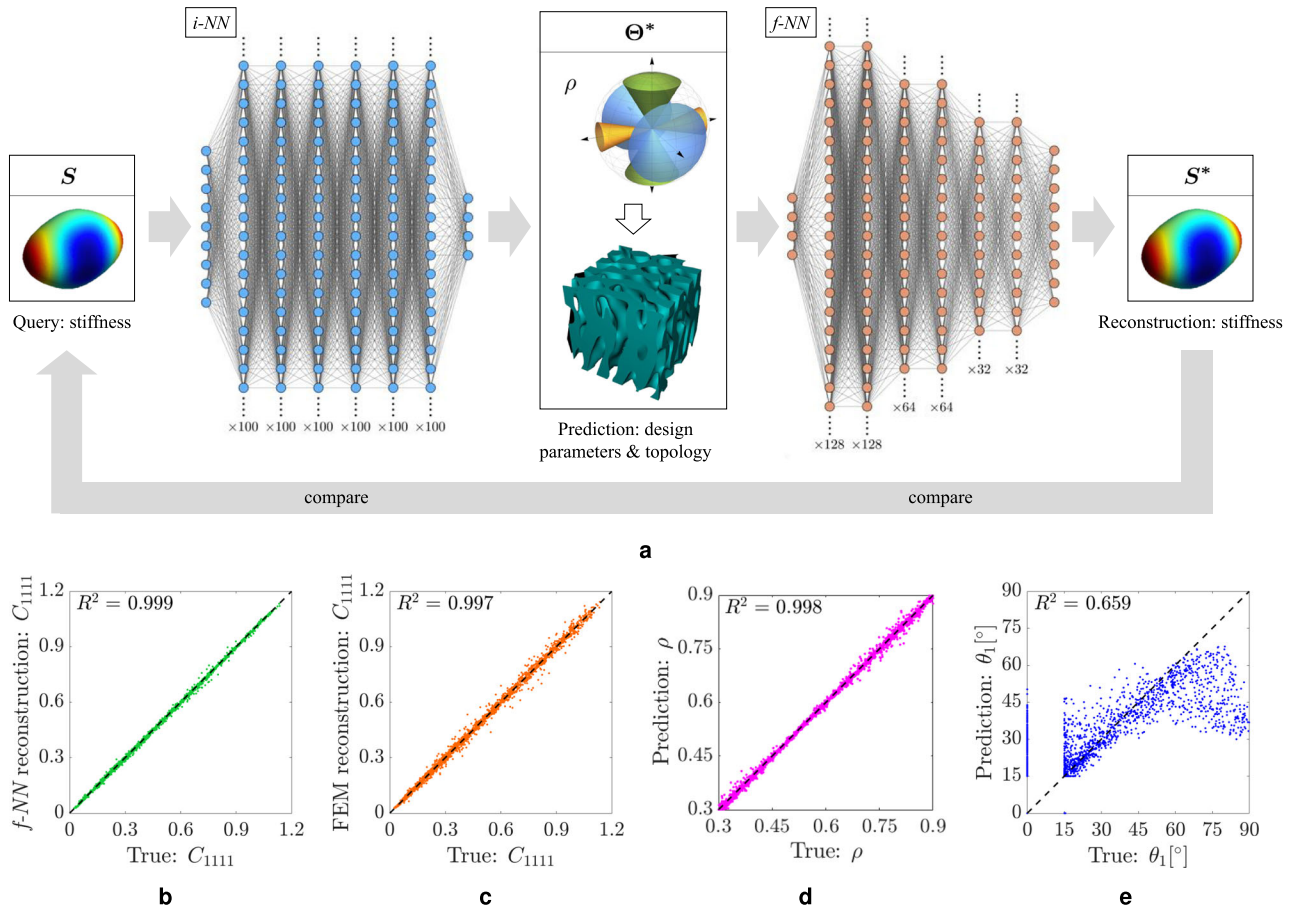 i-NN
Θ*
f-NN
ρ
S
S*
Query: stiffness
Reconstruction: stiffness
×100 ×100 ×100 ×100 ×100 ×100
Prediction: design
parameters & topology
×128 ×128 ×64 ×64 ×32 ×32
compare compare
a
R² = 0.999
f-NN reconstruction: C₁₁₁₁
1.2
0.9
0.6
0.3
0
0 0.3 0.6 0.9 1.2
True: C₁₁₁₁
b
R² = 0.997
FEM reconstruction: C₁₁₁₁
1.2
0.9
0.6
0.3
0
0 0.3 0.6 0.9 1.2
True: C₁₁₁₁
c
R² = 0.998
Prediction: ρ
0.9
0.75
0.6
0.45
0.3
0.3 0.45 0.6 0.75 0.9
True: ρ
d
R² = 0.659
Prediction: θ₁[°]
90
75
60
45
30
15
0
0 15 30 45 60 75 90
True: θ₁[°]
e